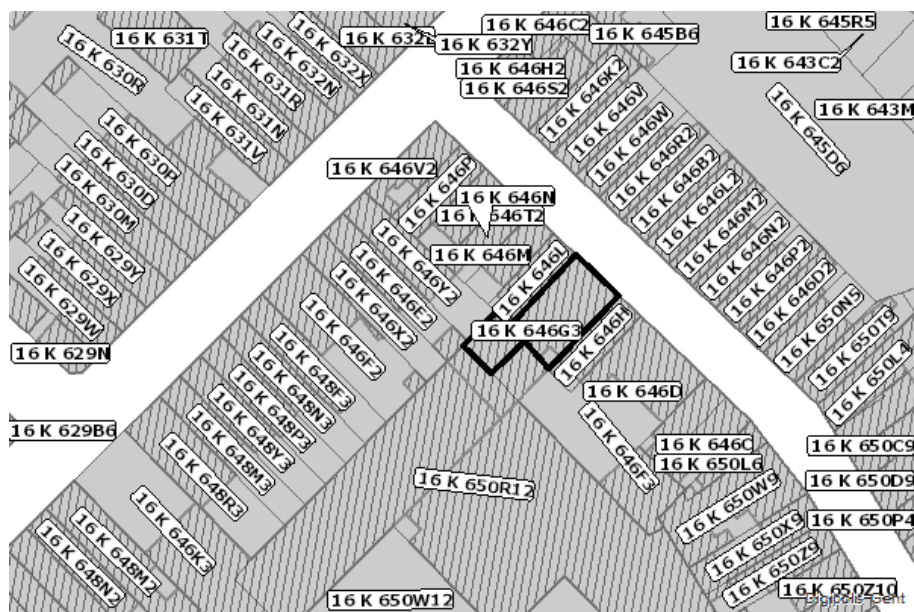 16 K 646C2
16 K 645R5
16 K 631T
16 K 632Y
16 K 645B6
16 K 630R
16 K 631R
16 K 632N
16 K 632X
16 K 646H2
16 K 643C2
16 K 646S2
16 K 646K2
16 K 643M
16 K 631V
16 K 631N
16 K 646V
16 K 645D6
16 K 630P
16 K 646W
16 K 630D
16 K 646V2
16 K 646P
16 K 646R2
16 K 630M
16 K 646N
16 K 646B2
16 K 646T2
16 K 646L2
16 K 629Y
16 K 646M
16 K 646M2
16 K 629X
16 K 646Y2
16 K 646L
16 K 646N2
16 K 629W
16 K 646E2
16 K 646P2
16 K 646X2
16 K 646D2
16 K 629N
16 K 646F2
16 K 646G3
16 K 646H
16 K 650N5
16 K 650T9
16 K 648F3
16 K 650L4
16 K 648N3
16 K 646D
16 K 629B6
16 K 648P3
16 K 646F3
16 K 648Y3
16 K 646C
16 K 650C9
16 K 648M3
16 K 650L6
16 K 648R3
16 K 650R12
16 K 650D9
16 K 650W9
16 K 650P4
16 K 646K3
16 K 648M2
16 K 650X9
16 K 648N2
16 K 650Z9
16 K 650W12
16 K 650Z10
Digipolis Gent